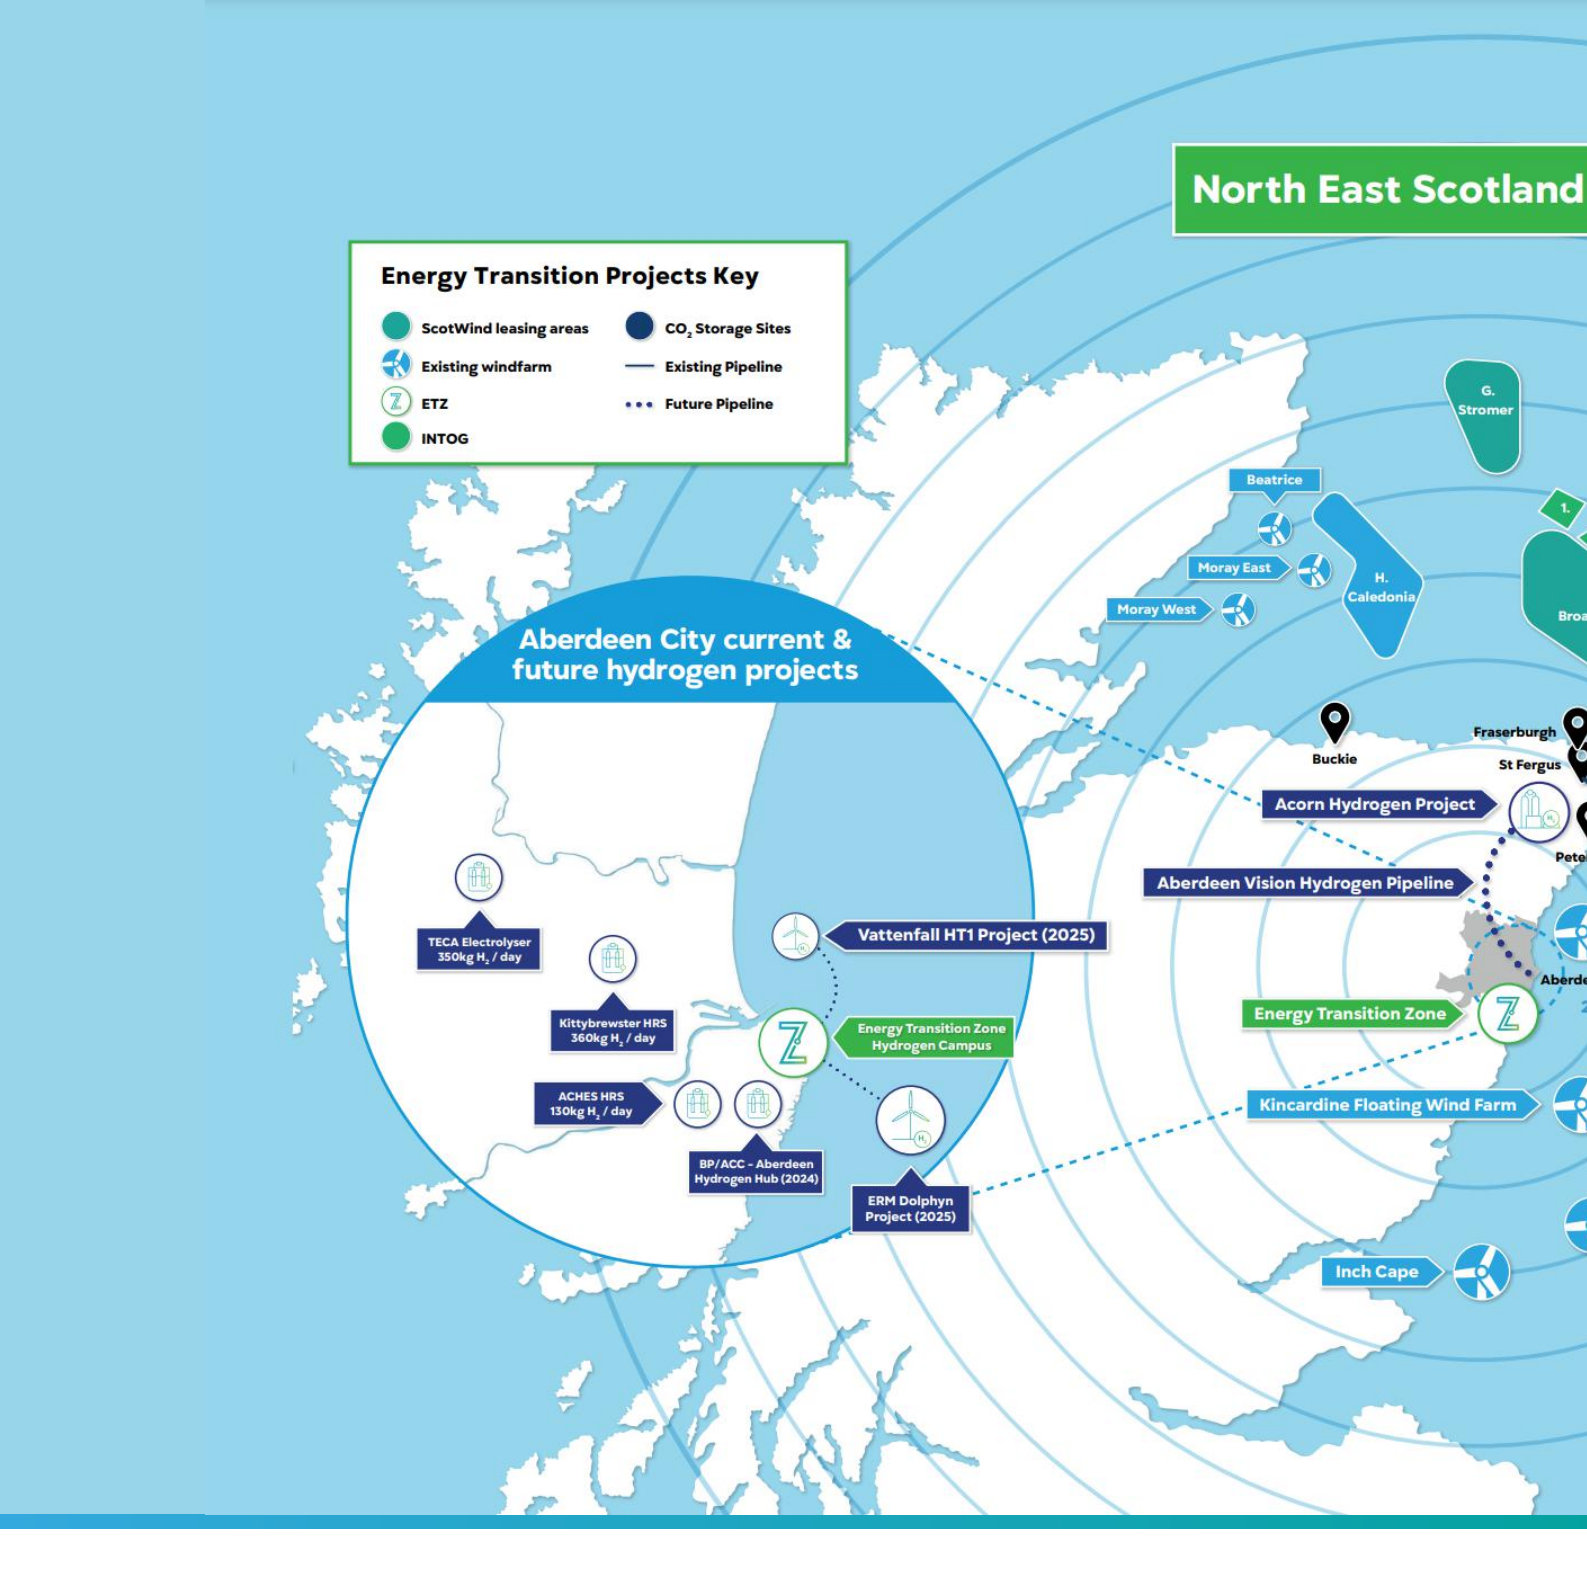 North East Scotland
Energy Transition Projects Key
ScotWind leasing areas
Existing windfarm
ETZ
INTOG
CO₂ Storage Sites
Existing Pipeline
Future Pipeline
G.
Stromer
1.
Beatrice
Moray East
Moray West
H.
Caledonia
Aberdeen City current &
future hydrogen projects
Buckie
Fraserburgh
St Fergus
Acorn Hydrogen Project
Aberdeen Vision Hydrogen Pipeline
TECA Electrolyser
350kg H₂ / day
Vattenfall HT1 Project (2025)
Kittybrewster HRS
360kg H₂ / day
Energy Transition Zone
Hydrogen Campus
Energy Transition Zone
ACHES HRS
130kg H₂ / day
BP/ACC - Aberdeen
Hydrogen Hub (2024)
Kincardine Floating Wind Farm
ERM Dolphyn
Project (2025)
Inch Cape